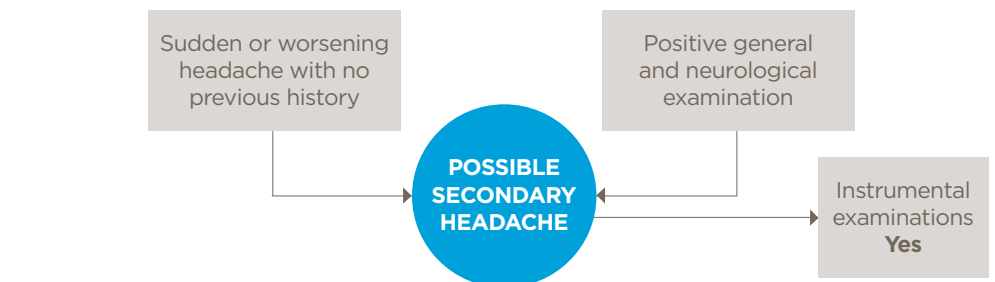 Sudden or worsening
headache with no
previous history
Positive general
and neurological
examination
POSSIBLE
SECONDARY
HEADACHE
Instrumental
examinations
Yes